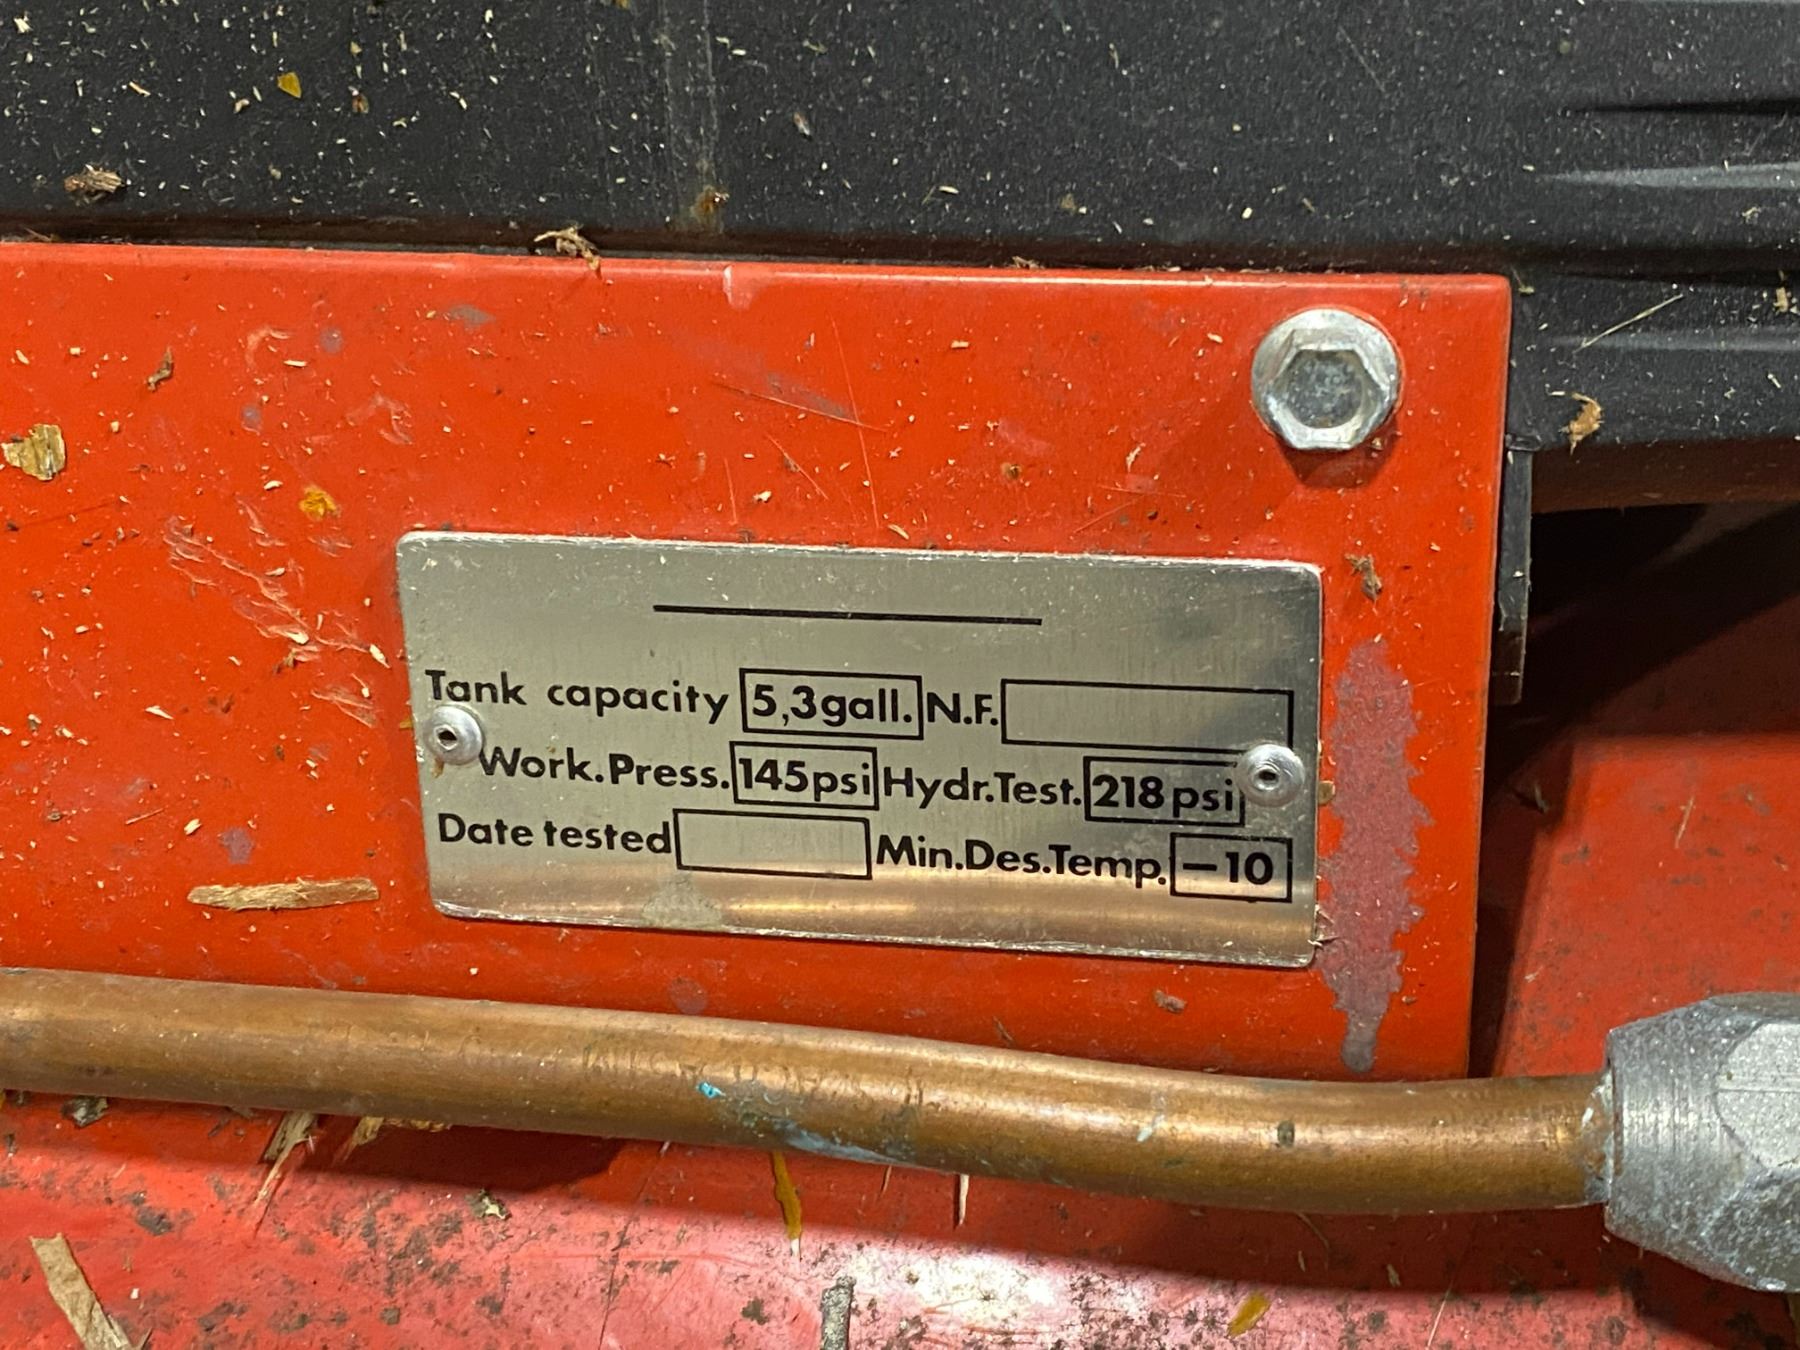 Tank capacity 5,3gall. N.F.
Work.Press. 145psi Hydr.Test. 218psi
Date tested Min.Des.Temp. -10